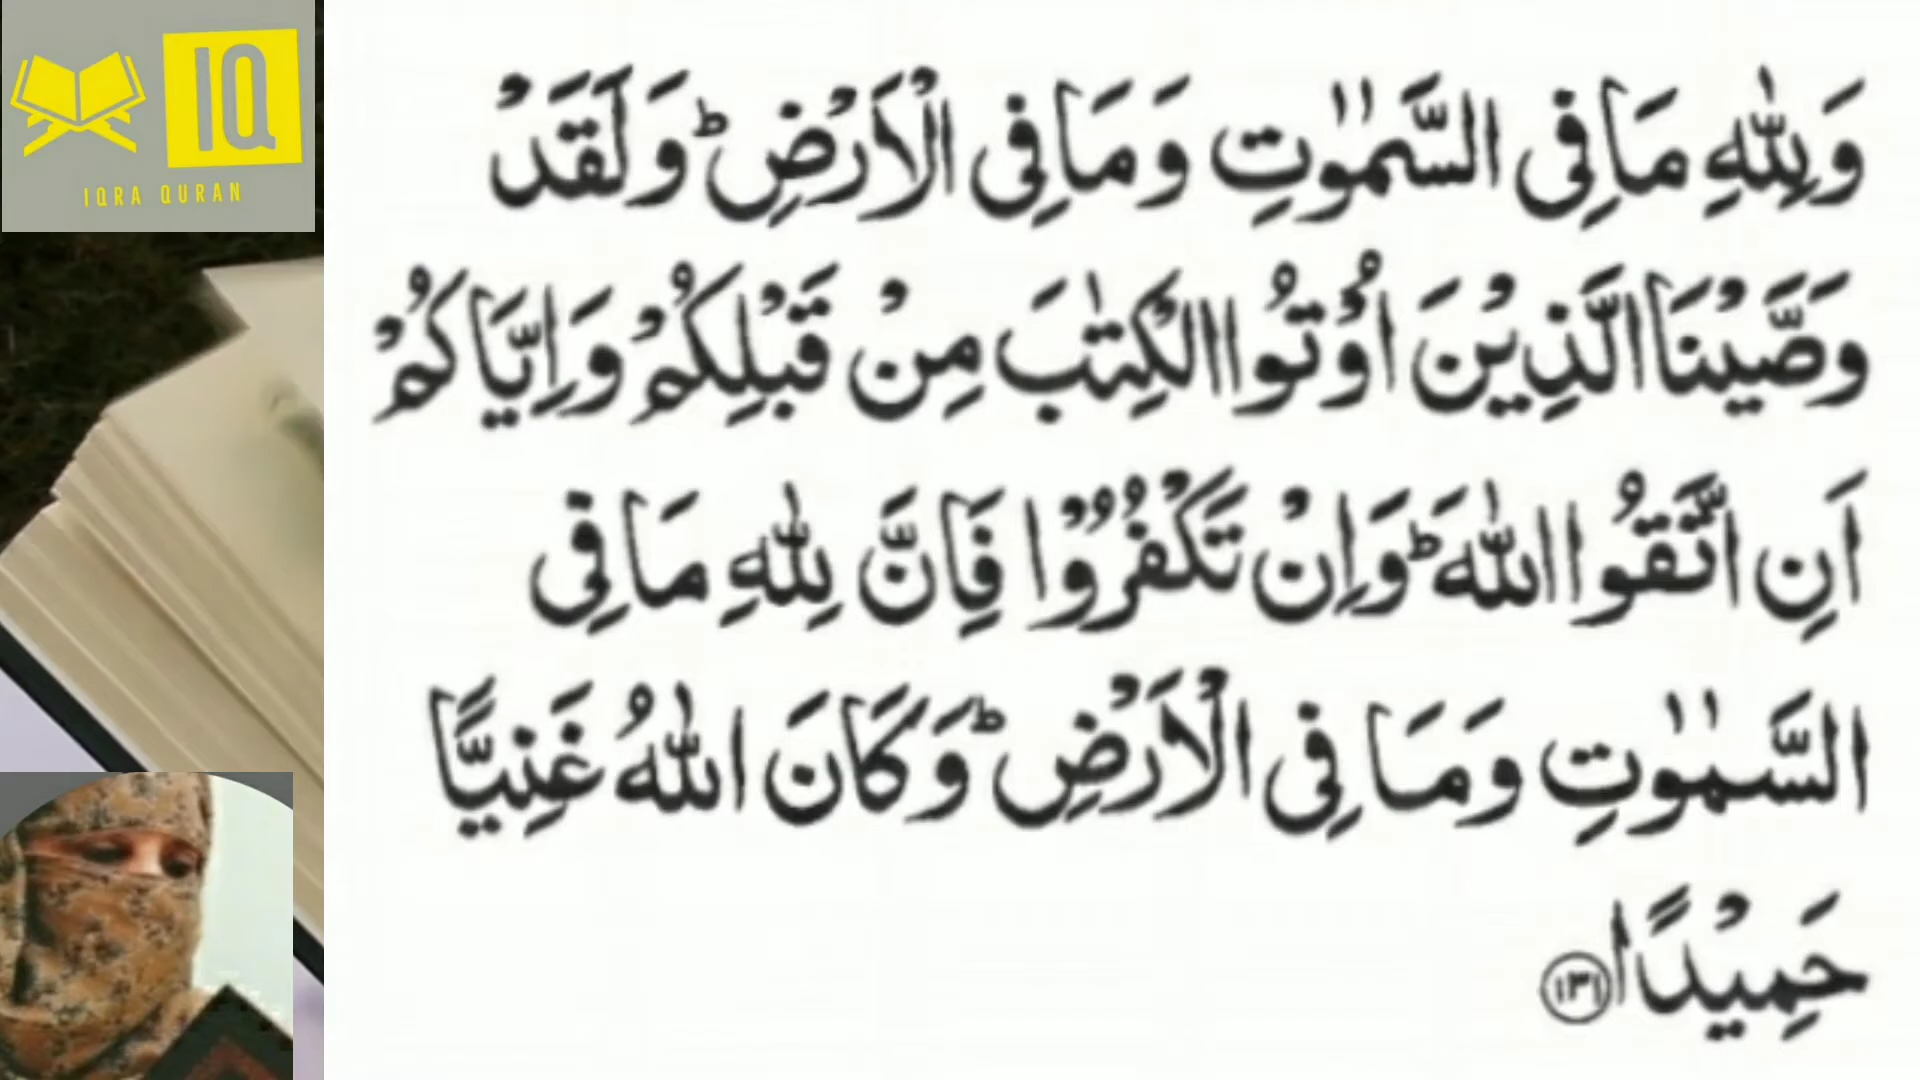 IQ
IQRA QURAN
وَلِلّٰهِ مَا فِى السَّمٰوٰتِ وَمَا فِى الْاَرْضِ ؕ وَلَقَدْ
وَصَّيْنَا الَّذِيْنَ اُوْتُوا الْكِتٰبَ مِنْ قَبْلِكُمْ وَاِيَّاكُمْ
اَنِ اتَّقُوا اللّٰهَ ؕ وَاِنْ تَكْفُرُوْا فَاِنَّ لِلّٰهِ مَا فِى
السَّمٰوٰتِ وَمَا فِى الْاَرْضِ ؕ وَكَانَ اللّٰهُ غَنِيًّا
حَمِيْدًا ۝۱۳۱